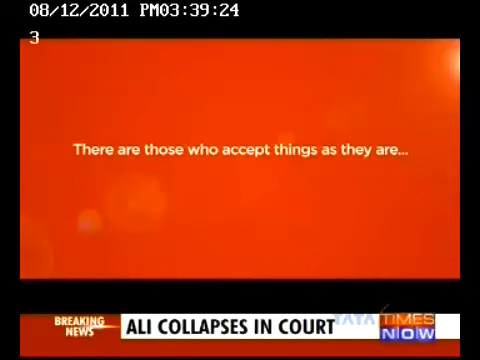 08/12/2011 PM03:39:24
3
There are those who accept things as they are...
BREAKING NEWS
ALI COLLAPSES IN COURT
TATA
TIMES NOW